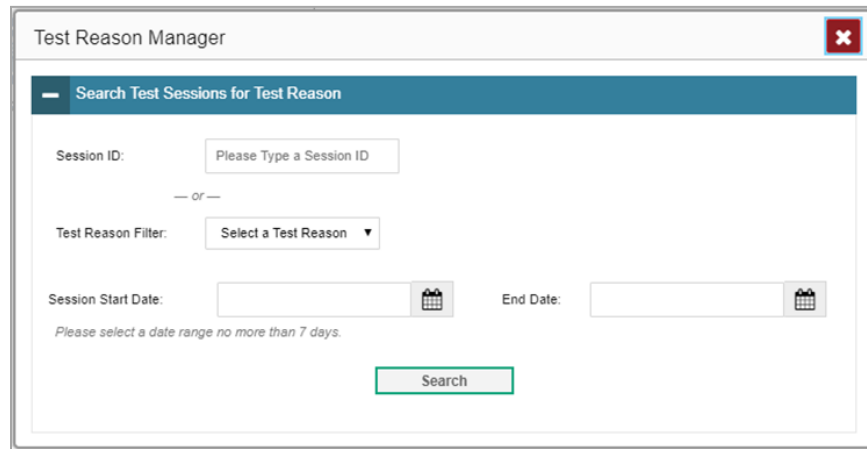 Test Reason Manager
Search Test Sessions for Test Reason
Session ID: Please Type a Session ID
— or —
Test Reason Filter: Select a Test Reason
Session Start Date: End Date:
Please select a date range no more than 7 days.
Search